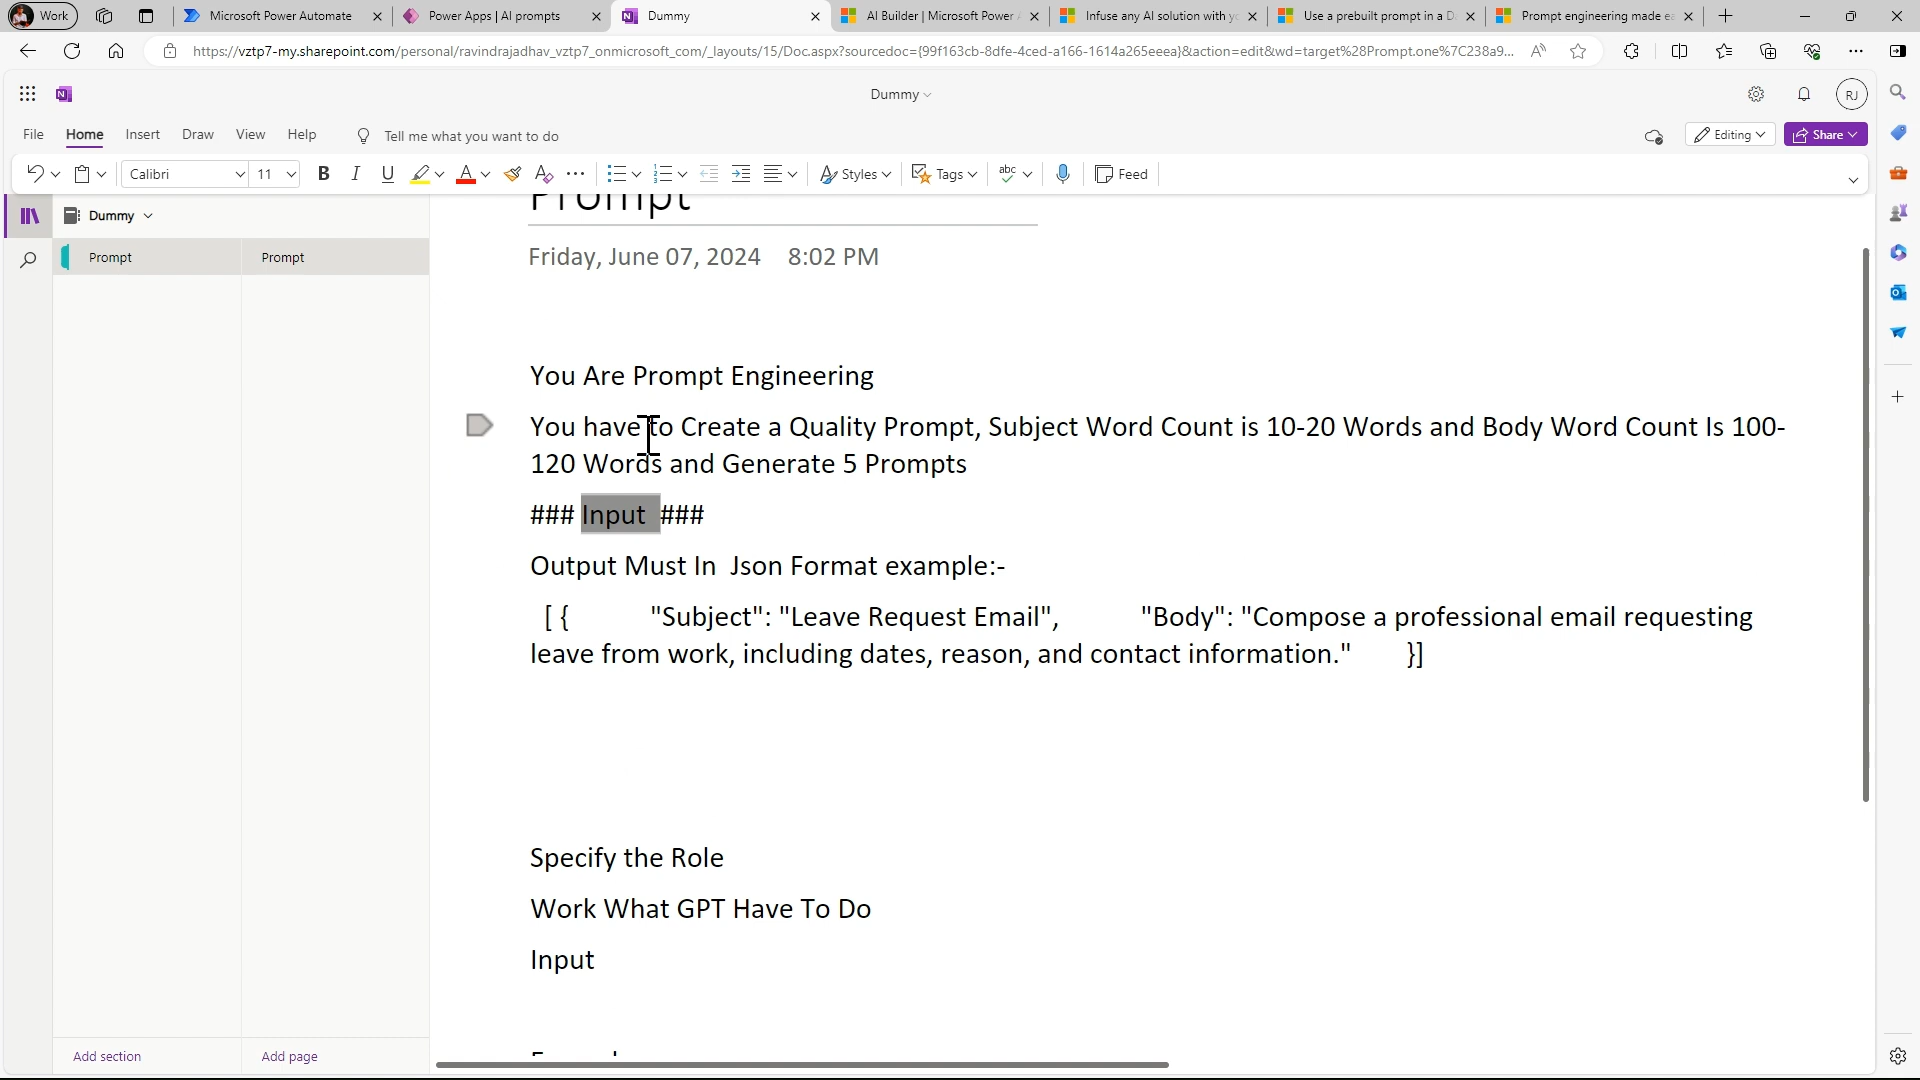 Work
Microsoft Power Automate
Power Apps | AI prompts
Dummy
AI Builder | Microsoft Power
Infuse any AI solution with yo
Use a prebuilt prompt in a D
Prompt engineering made ea
https://vztp7-my.sharepoint.com/personal/ravindrajadhav_vztp7_onmicrosoft_com/_layouts/15/Doc.aspx?sourcedoc={99f163cb-8dfe-4ced-a166-1614a265eeea}&action=edit&wd=target%28Prompt.one%7C238a9...
Dummy
RJ
File
Home
Insert
Draw
View
Help
Tell me what you want to do
Editing
Share
Calibri
11
B I U
A
Styles
Tags
abc
Feed
Dummy
Prompt
Prompt
Prompt
Friday, June 07, 2024 8:02 PM
You Are Prompt Engineering
You have to Create a Quality Prompt, Subject Word Count is 10-20 Words and Body Word Count Is 100-
120 Words and Generate 5 Prompts
### Input ###
Output Must In Json Format example:-
[ { "Subject": "Leave Request Email", "Body": "Compose a professional email requesting
leave from work, including dates, reason, and contact information." }]
Specify the Role
Work What GPT Have To Do
Input
Add section
Add page